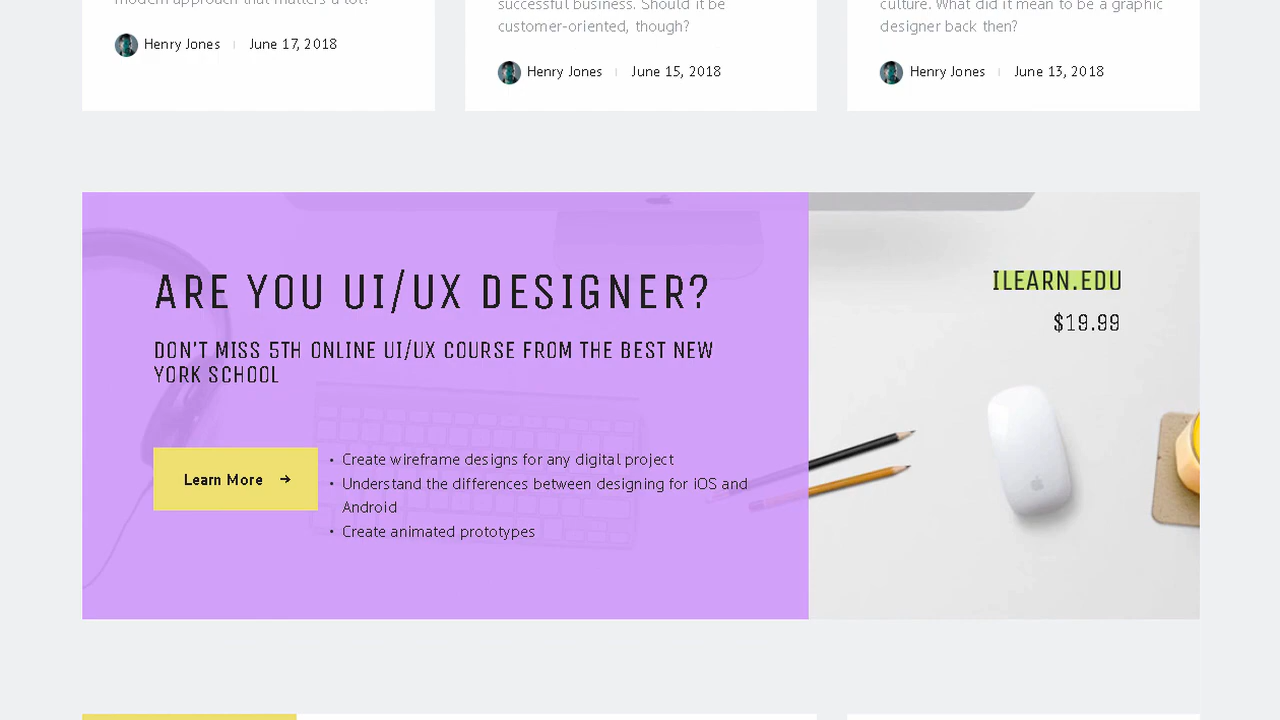 modern approach that matters a lot?
Henry Jones
June 17, 2018
successful business. Should it be
customer-oriented, though?
Henry Jones
June 15, 2018
culture. What did it mean to be a graphic
designer back then?
Henry Jones
June 13, 2018
ARE YOU UI/UX DESIGNER?
DON'T MISS 5TH ONLINE UI/UX COURSE FROM THE BEST NEW
YORK SCHOOL
Learn More →
• Create wireframe designs for any digital project
• Understand the differences between designing for iOS and
Android
• Create animated prototypes
ILEARN.EDU
$19.99